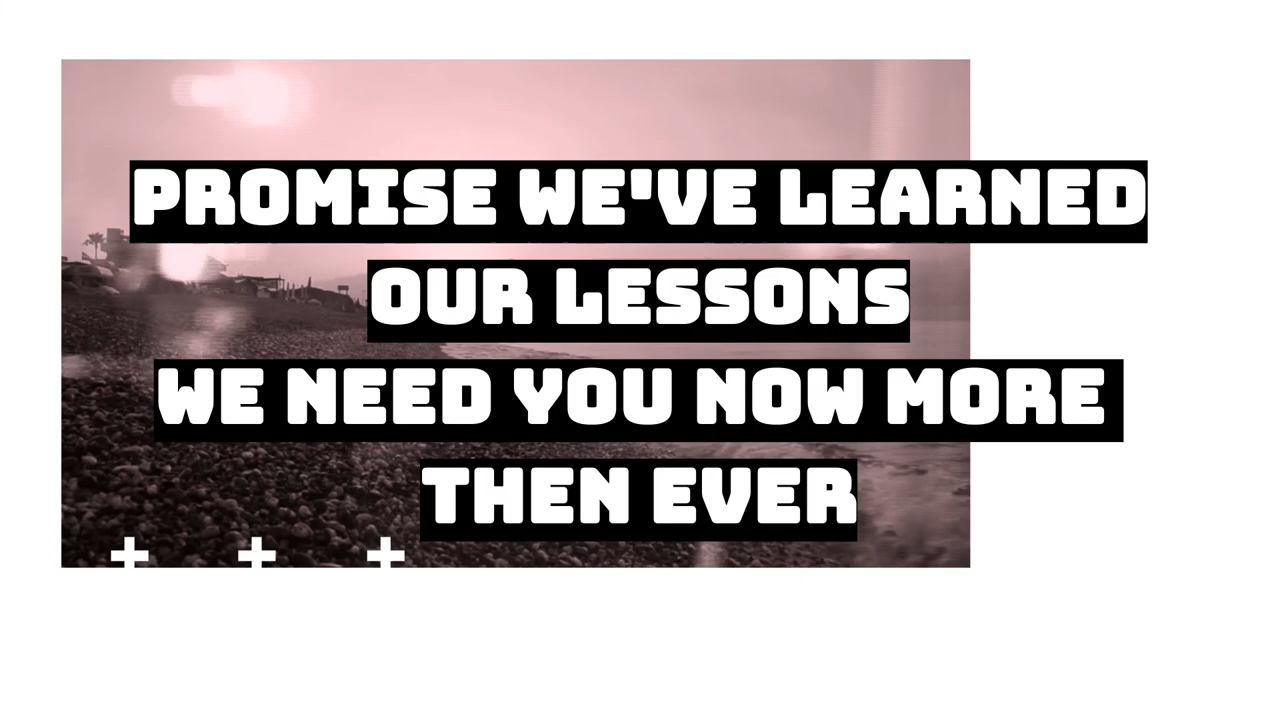 PROMISE WE'VE LEARNED
OUR LESSONS
WE NEED YOU NOW MORE
THEN EVER